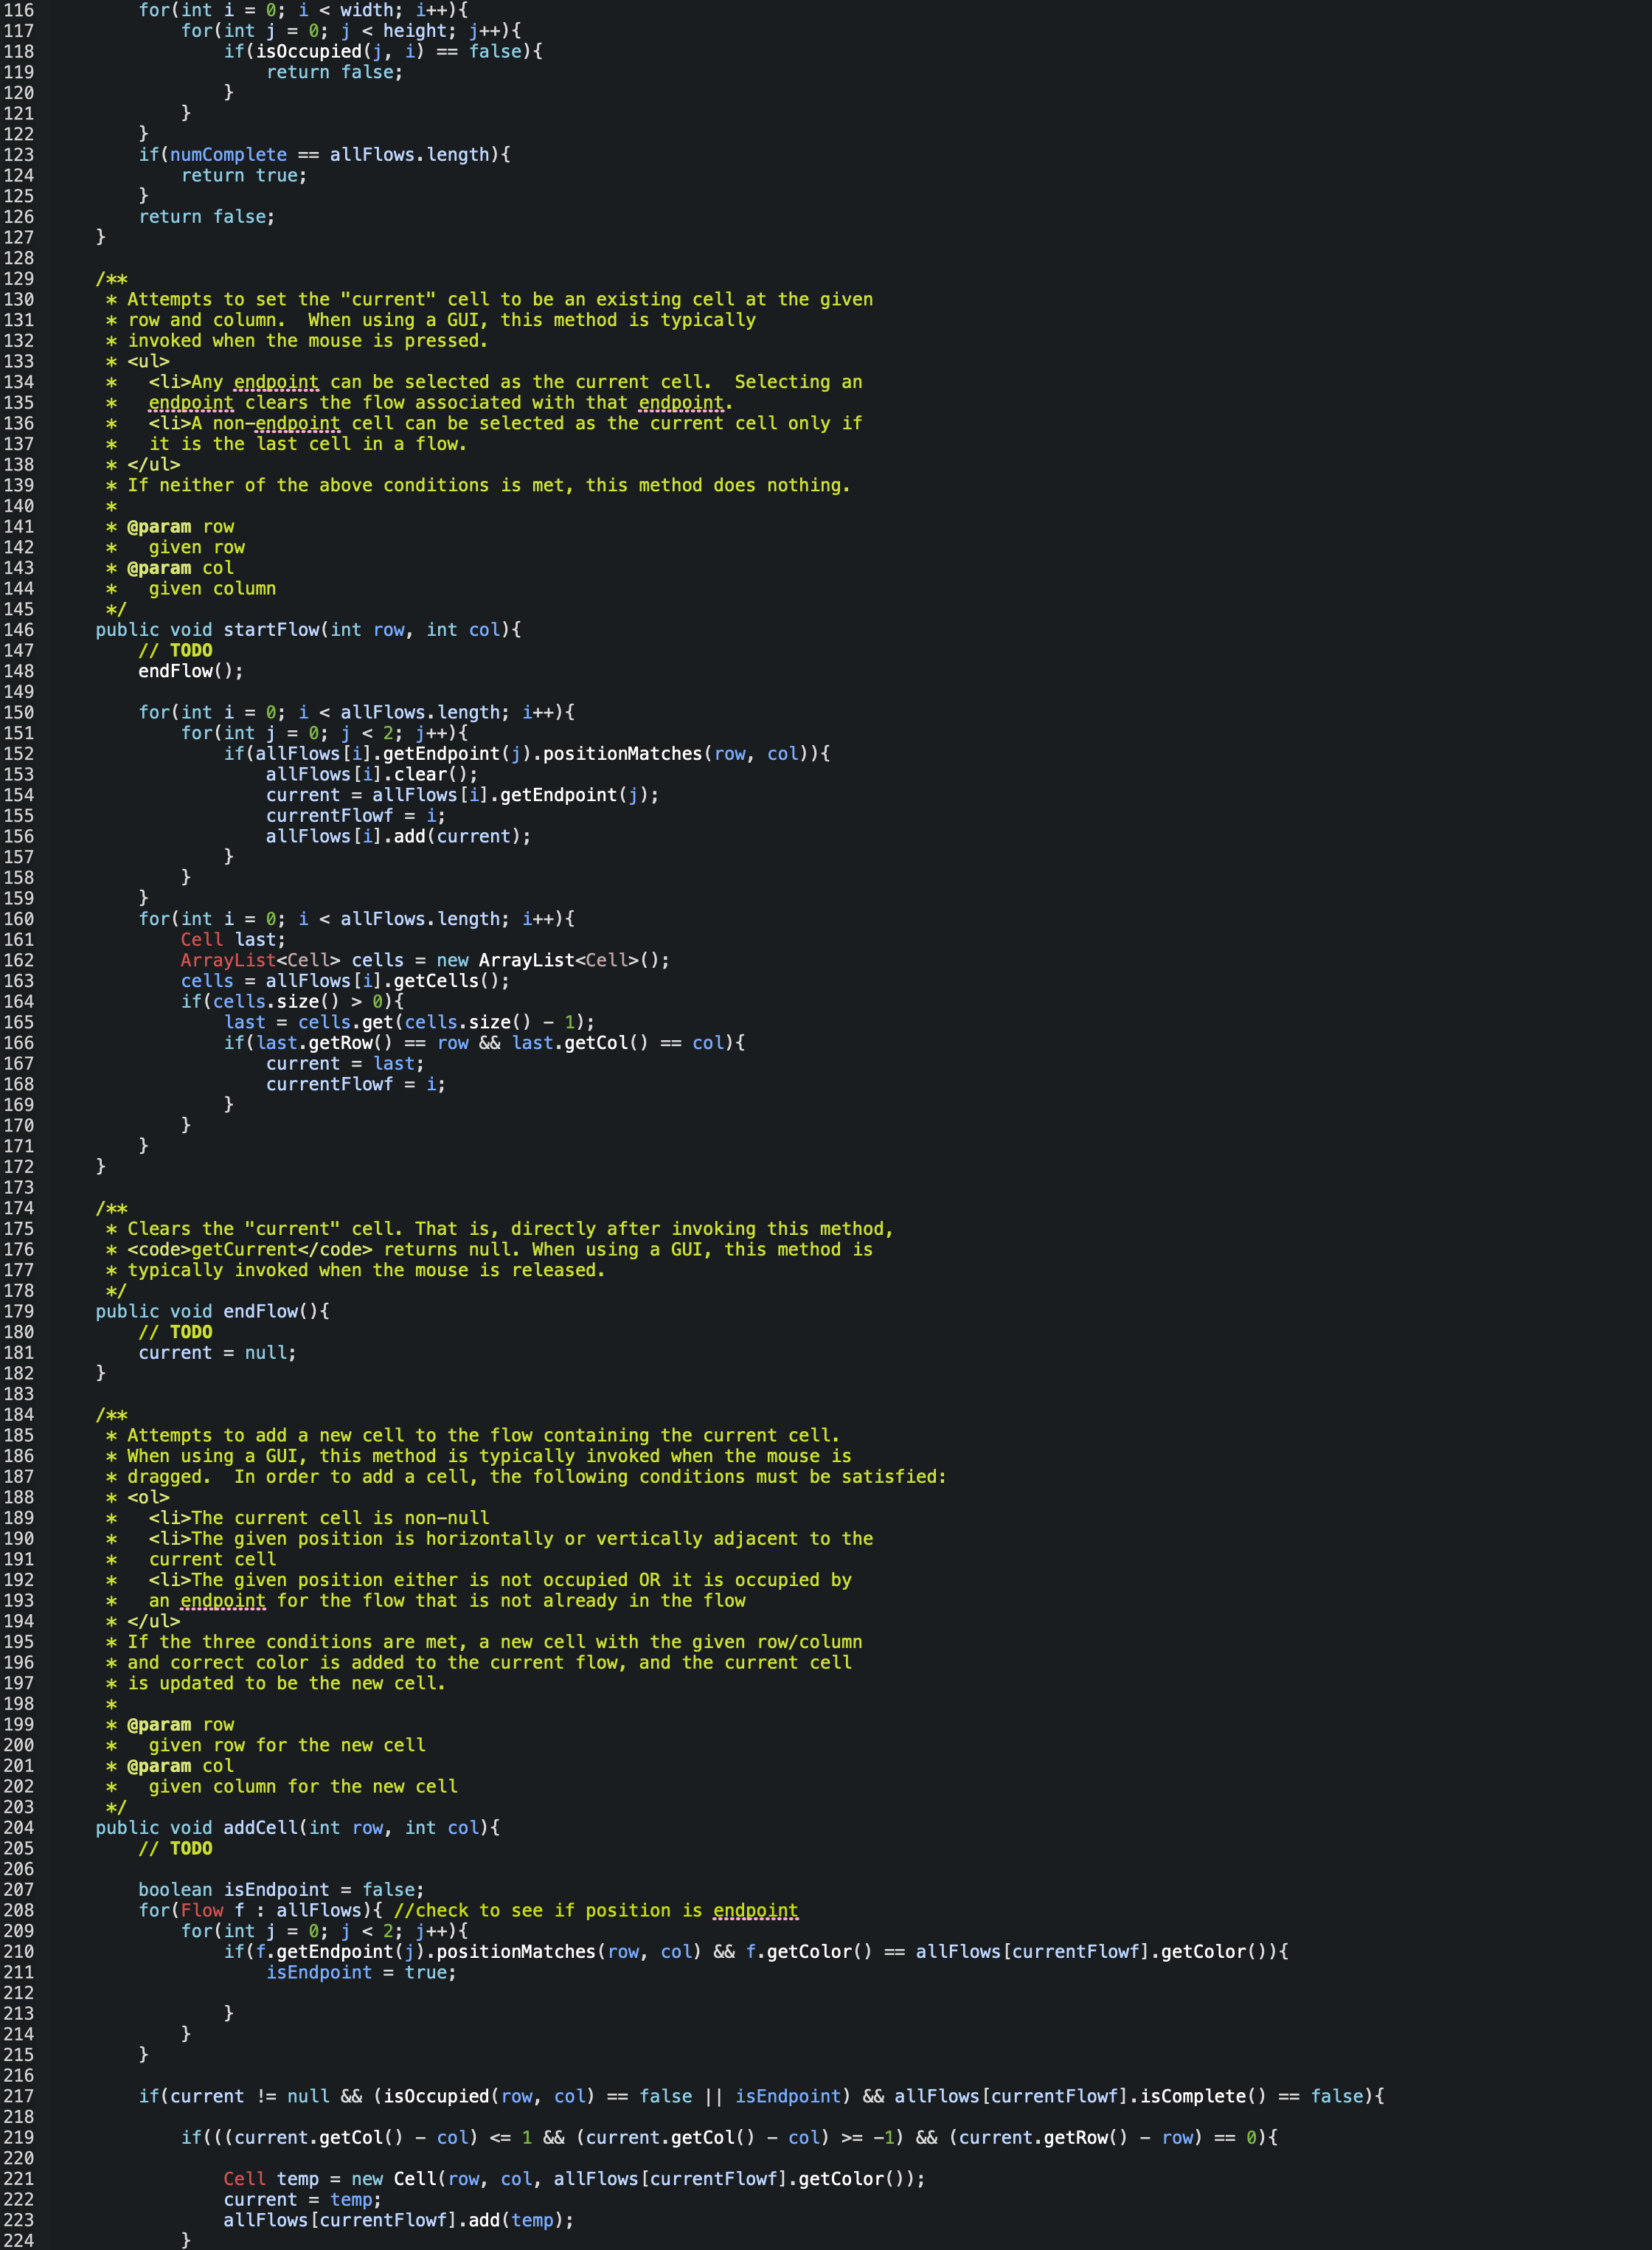 116         for(int i = 0; i < width; i++){
117             for(int j = 0; j < height; j++){
118                 if(isOccupied(j, i) == false){
119                     return false;
120                 }
121             }
122         }
123         if(numComplete == allFlows.length){
124             return true;
125         }
126         return false;
127     }
128
129     /**
130      * Attempts to set the "current" cell to be an existing cell at the given
131      * row and column.  When using a GUI, this method is typically
132      * invoked when the mouse is pressed.
133      * <ul>
134      *   <li>Any endpoint can be selected as the current cell.  Selecting an
135      *   endpoint clears the flow associated with that endpoint.
136      *   <li>A non-endpoint cell can be selected as the current cell only if
137      *   it is the last cell in a flow.
138      * </ul>
139      * If neither of the above conditions is met, this method does nothing.
140      *
141      * @param row
142      *   given row
143      * @param col
144      *   given column
145      */
146     public void startFlow(int row, int col){
147         // TODO
148         endFlow();
149
150         for(int i = 0; i < allFlows.length; i++){
151             for(int j = 0; j < 2; j++){
152                 if(allFlows[i].getEndpoint(j).positionMatches(row, col)){
153                     allFlows[i].clear();
154                     current = allFlows[i].getEndpoint(j);
155                     currentFlowf = i;
156                     allFlows[i].add(current);
157                 }
158             }
159         }
160         for(int i = 0; i < allFlows.length; i++){
161             Cell last;
162             ArrayList<Cell> cells = new ArrayList<Cell>();
163             cells = allFlows[i].getCells();
164             if(cells.size() > 0){
165                 last = cells.get(cells.size() - 1);
166                 if(last.getRow() == row && last.getCol() == col){
167                     current = last;
168                     currentFlowf = i;
169                 }
170             }
171         }
172     }
173
174     /**
175      * Clears the "current" cell. That is, directly after invoking this method,
176      * <code>getCurrent</code> returns null. When using a GUI, this method is
177      * typically invoked when the mouse is released.
178      */
179     public void endFlow(){
180         // TODO
181         current = null;
182     }
183
184     /**
185      * Attempts to add a new cell to the flow containing the current cell.
186      * When using a GUI, this method is typically invoked when the mouse is
187      * dragged.  In order to add a cell, the following conditions must be satisfied:
188      * <ol>
189      *   <li>The current cell is non-null
190      *   <li>The given position is horizontally or vertically adjacent to the
191      *   current cell
192      *   <li>The given position either is not occupied OR it is occupied by
193      *   an endpoint for the flow that is not already in the flow
194      * </ul>
195      * If the three conditions are met, a new cell with the given row/column
196      * and correct color is added to the current flow, and the current cell
197      * is updated to be the new cell.
198      *
199      * @param row
200      *   given row for the new cell
201      * @param col
202      *   given column for the new cell
203      */
204     public void addCell(int row, int col){
205         // TODO
206
207         boolean isEndpoint = false;
208         for(Flow f : allFlows){ //check to see if position is endpoint
209             for(int j = 0; j < 2; j++){
210                 if(f.getEndpoint(j).positionMatches(row, col) && f.getColor() == allFlows[currentFlowf].getColor()){
211                     isEndpoint = true;
212
213                 }
214             }
215         }
216
217         if(current != null && (isOccupied(row, col) == false || isEndpoint) && allFlows[currentFlowf].isComplete() == false){
218
219             if(((current.getCol() - col) <= 1 && (current.getCol() - col) >= -1) && (current.getRow() - row) == 0){
220
221                 Cell temp = new Cell(row, col, allFlows[currentFlowf].getColor());
222                 current = temp;
223                 allFlows[currentFlowf].add(temp);
224             }